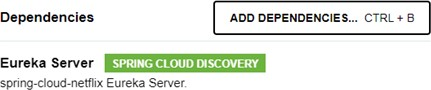 Dependencies
ADD DEPENDENCIES... CTRL + B
Eureka Server SPRING CLOUD DISCOVERY
spring-cloud-netflix Eureka Server.